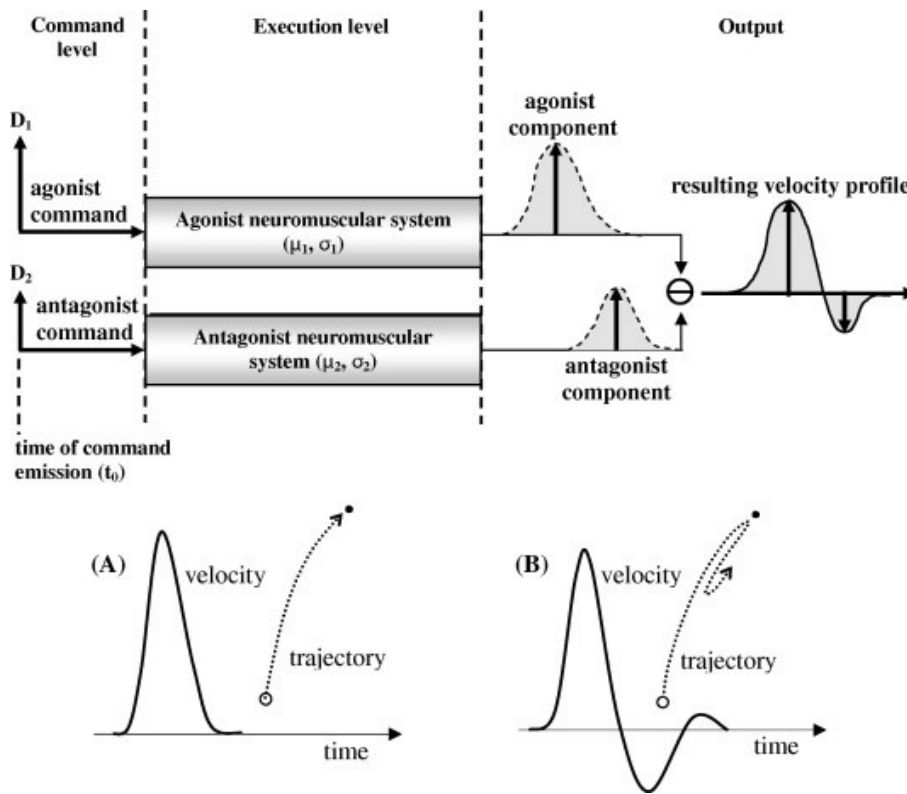 Command
level
Execution level
Output
D₁
agonist
command
Agonist neuromuscular system
(μ₁, σ₁)
agonist
component
resulting velocity profile
D₂
antagonist
command
Antagonist neuromuscular
system (μ₂, σ₂)
antagonist
component
time of command
emission (t₀)
(A)
velocity
trajectory
time
(B)
velocity
trajectory
time